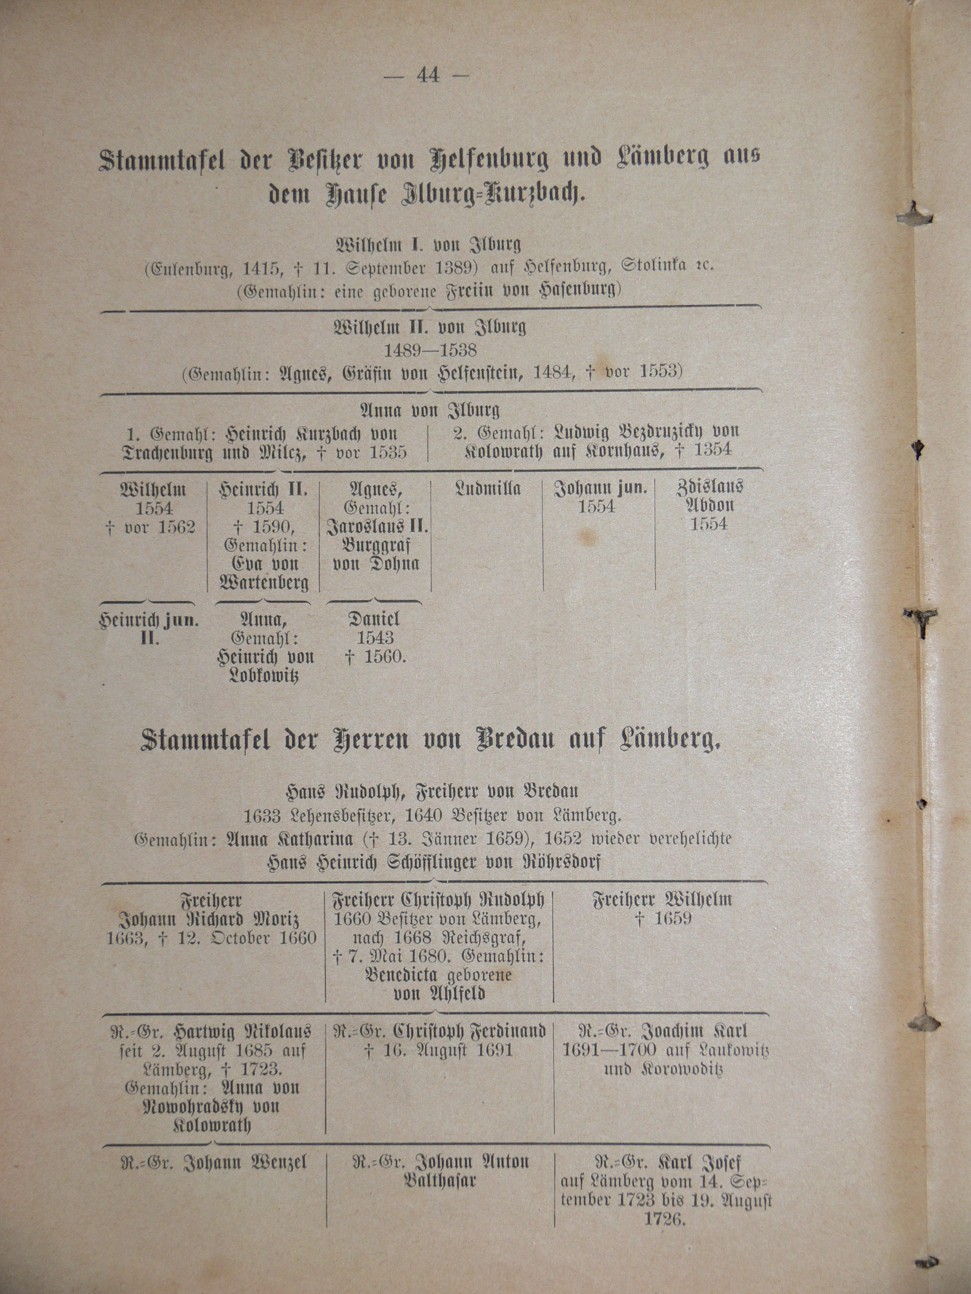 — 44 —
Stammtafel der Besitzer von Helfenburg und Lämberg aus
dem Hause Ilburg-Kurzbach.
Wilhelm I. von Ilburg
(Eulenburg, 1415, † 11. September 1389) auf Helfenburg, Stolinka ꝛc.
(Gemahlin: eine geborene Freiin von Hasenburg)
Wilhelm II. von Ilburg
1489—1538
(Gemahlin: Agnes, Gräfin von Helfenstein, 1484, † vor 1553)
Anna von Ilburg
1. Gemahl: Heinrich Kurzbach von
Trachenburg und Milcz, † vor 1535
2. Gemahl: Ludwig Bezdruzicky von
Kolowrath auf Kornhaus, † 1354
Wilhelm
1554
† vor 1562
Heinrich II.
1554
† 1590,
Gemahlin:
Eva von
Wartenberg
Agnes,
Gemahl:
Jaroslaus II.
Burggraf
von Dohna
Ludmilla
Johann jun.
1554
Zdislaus
Abdon
1554
Heinrich jun.
II.
Anna,
Gemahl:
Heinrich von
Lobkowitz
Daniel
1543
† 1560.
Stammtafel der Herren von Bredau auf Lämberg.
Hans Rudolph, Freiherr von Bredau
1633 Lehensbesitzer, 1640 Besitzer von Lämberg.
Gemahlin: Anna Katharina († 13. Jänner 1659), 1652 wieder verehelichte
Hans Heinrich Schöfflinger von Röhrsdorf
Freiherr
Johann Richard Moriz
1663, † 12. October 1660
Freiherr Christoph Rudolph
1660 Besitzer von Lämberg,
nach 1668 Reichsgraf,
† 7. Mai 1680. Gemahlin:
Benedicta geborene
von Ahlfeld
Freiherr Wilhelm
† 1659
R.-Gr. Hartwig Nikolaus
seit 2. August 1685 auf
Lämberg, † 1723.
Gemahlin: Anna von
Nowohradsky von
Kolowrath
R.-Gr. Christoph Ferdinand
† 16. August 1691
R.-Gr. Joachim Karl
1691—1700 auf Laukowitz
und Korowoditz
R.-Gr. Johann Wenzel
R.-Gr. Johann Anton
Balthasar
R.-Gr. Karl Josef
auf Lämberg vom 14. Sep-
tember 1723 bis 19. August
1726.